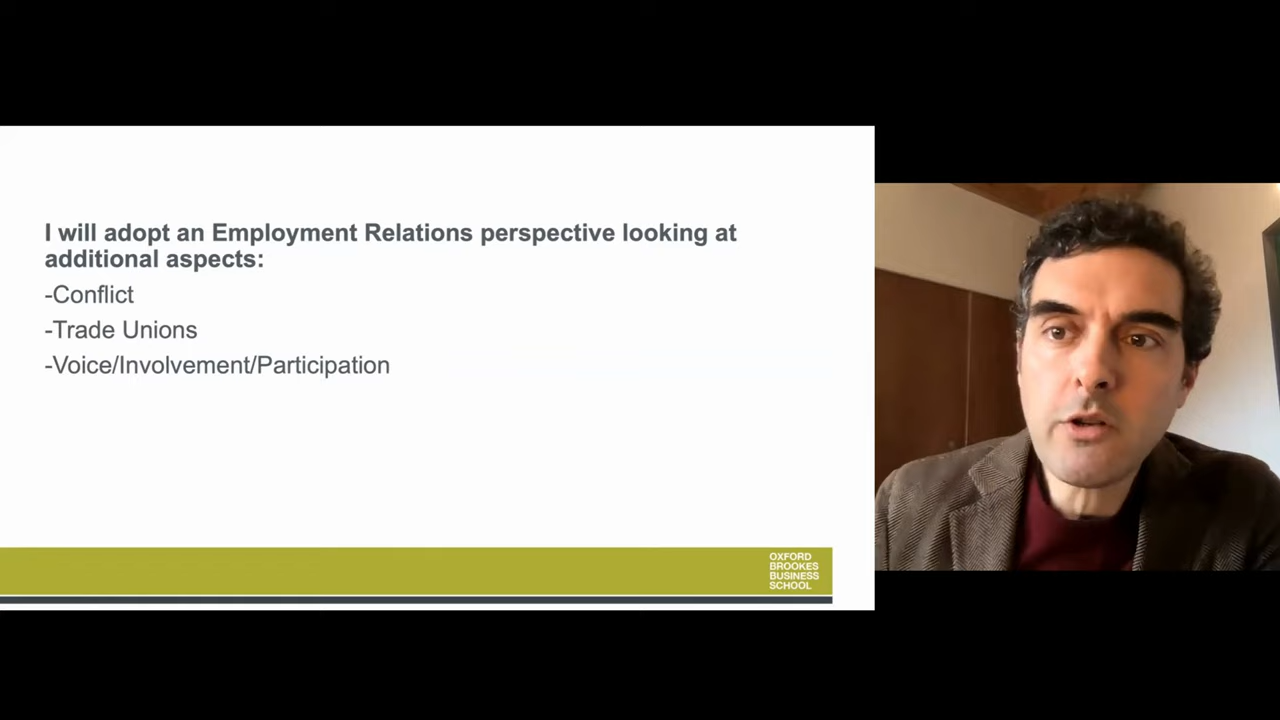 I will adopt an Employment Relations perspective looking at
additional aspects:
-Conflict
-Trade Unions
-Voice/Involvement/Participation
OXFORD
BROOKES
BUSINESS
SCHOOL